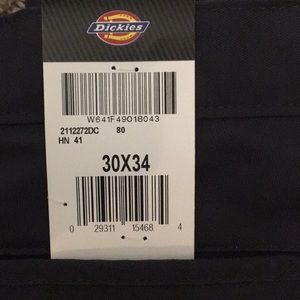 Dickies
W641F49018043
2112272DC 80
HN 41
30X34
0 29311 15468 4